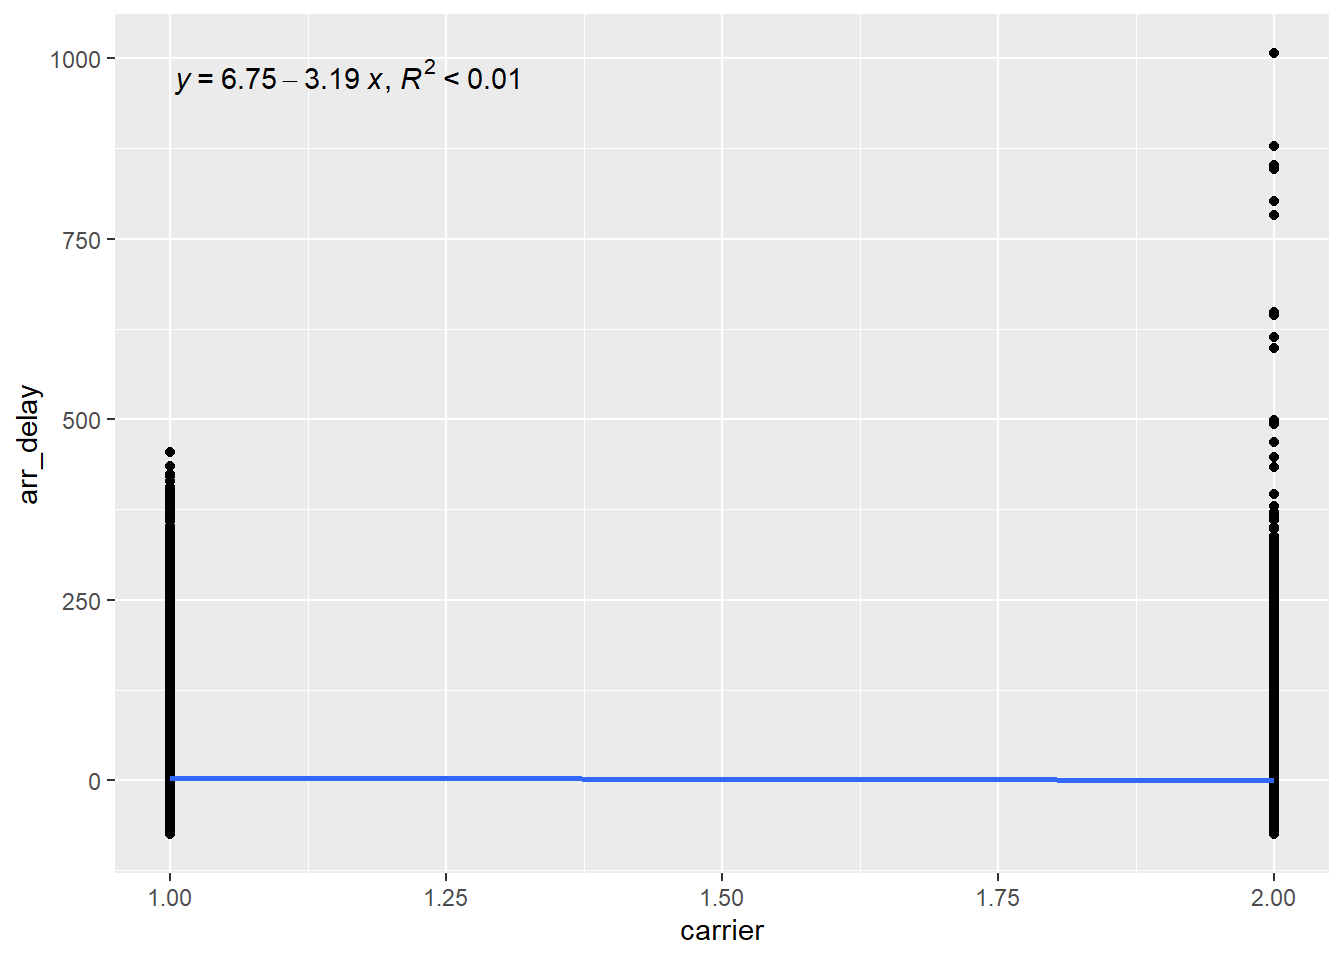 y = 6.75 – 3.19 x, R² < 0.01
1000
750
500
250
0
arr_delay
1.00 1.25 1.50 1.75 2.00
carrier